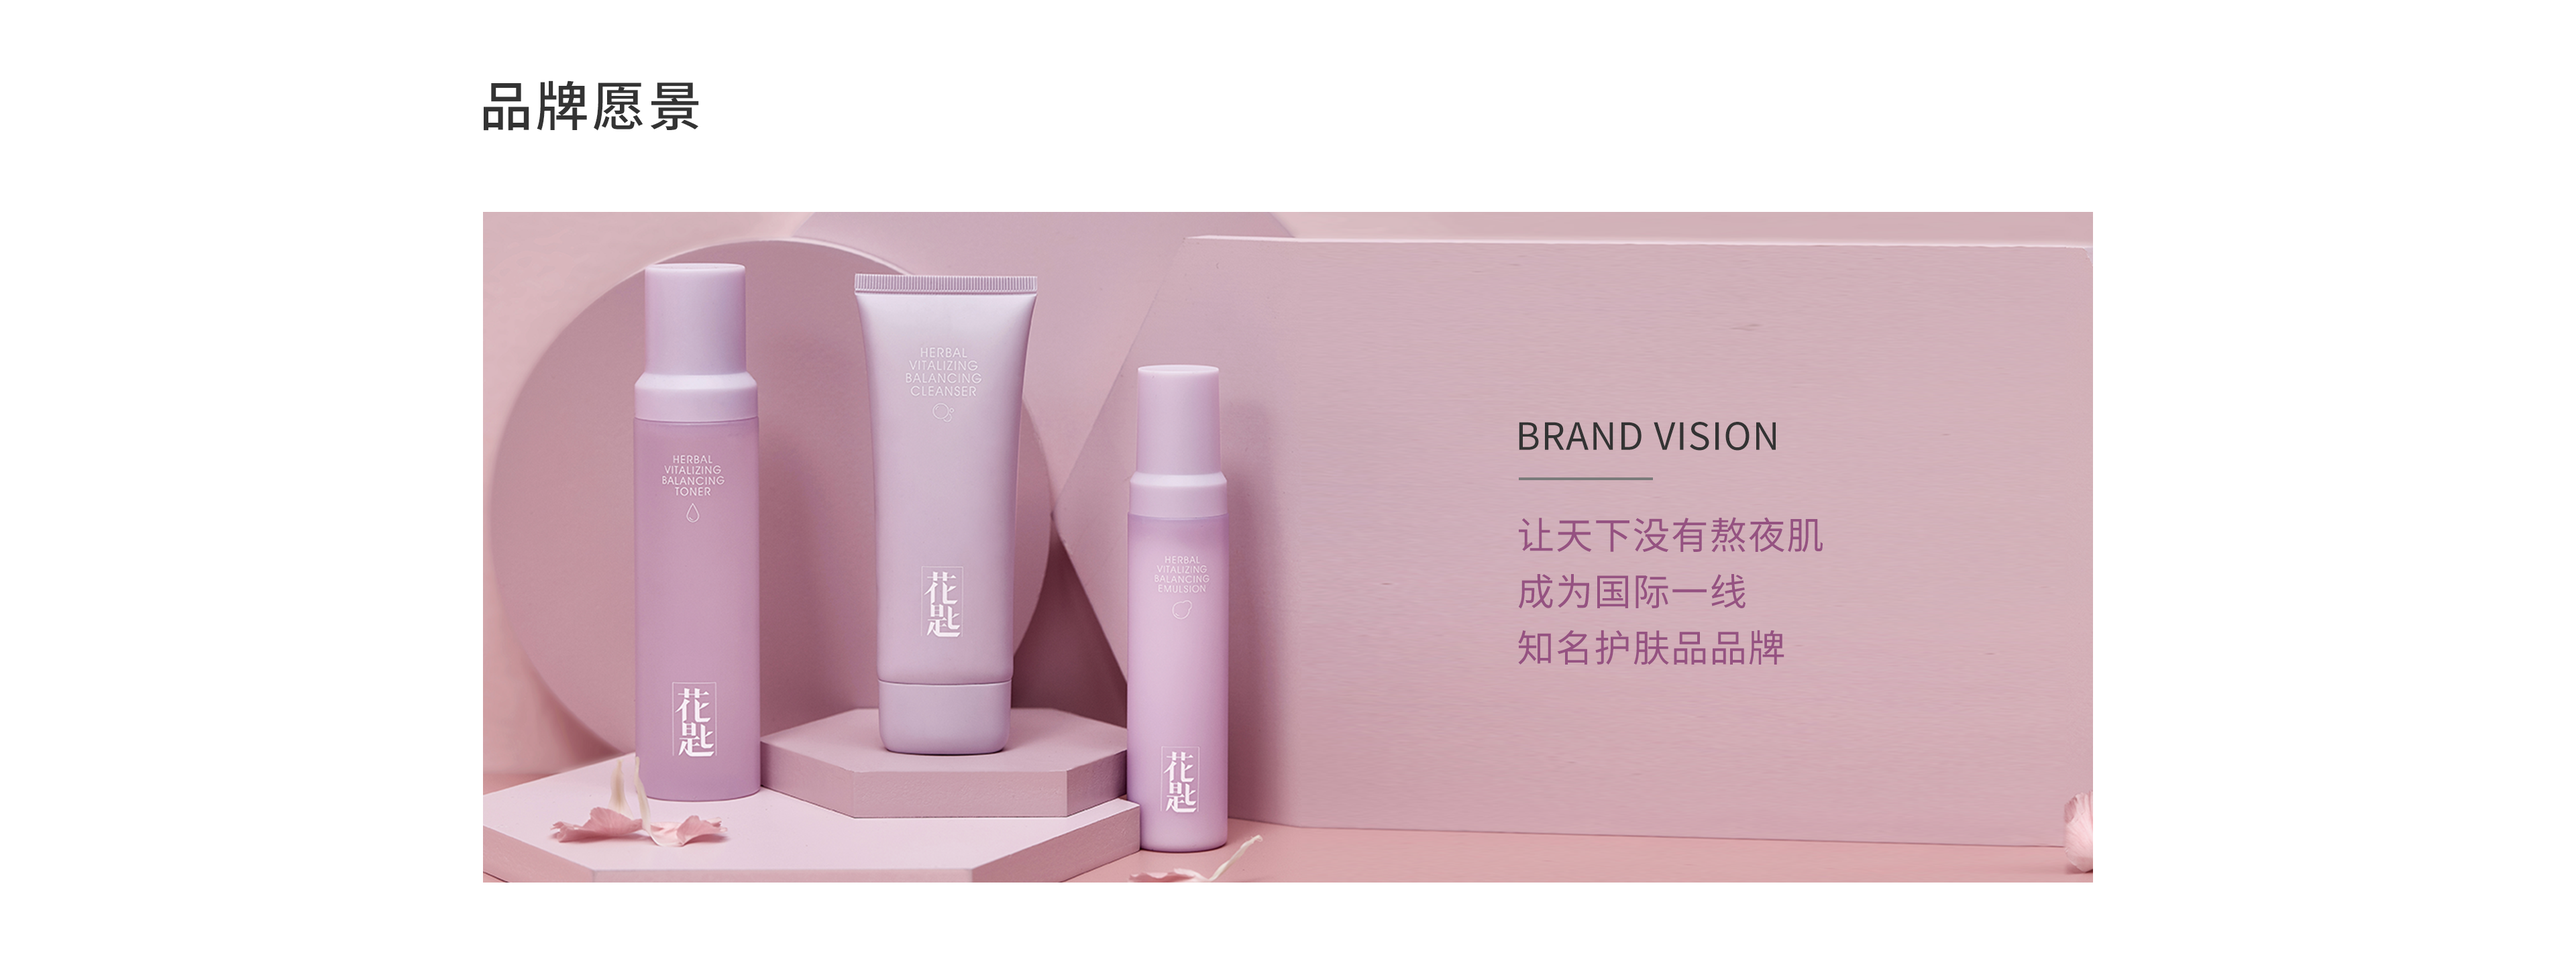 品牌愿景
HERBAL
VITALIZING
BALANCING
TONER
花匙
HERBAL
VITALIZING
BALANCING
CLEANSER
花匙
HERBAL
VITALIZING
BALANCING
EMULSION
花匙
BRAND VISION
让天下没有熬夜肌
成为国际一线
知名护肤品品牌